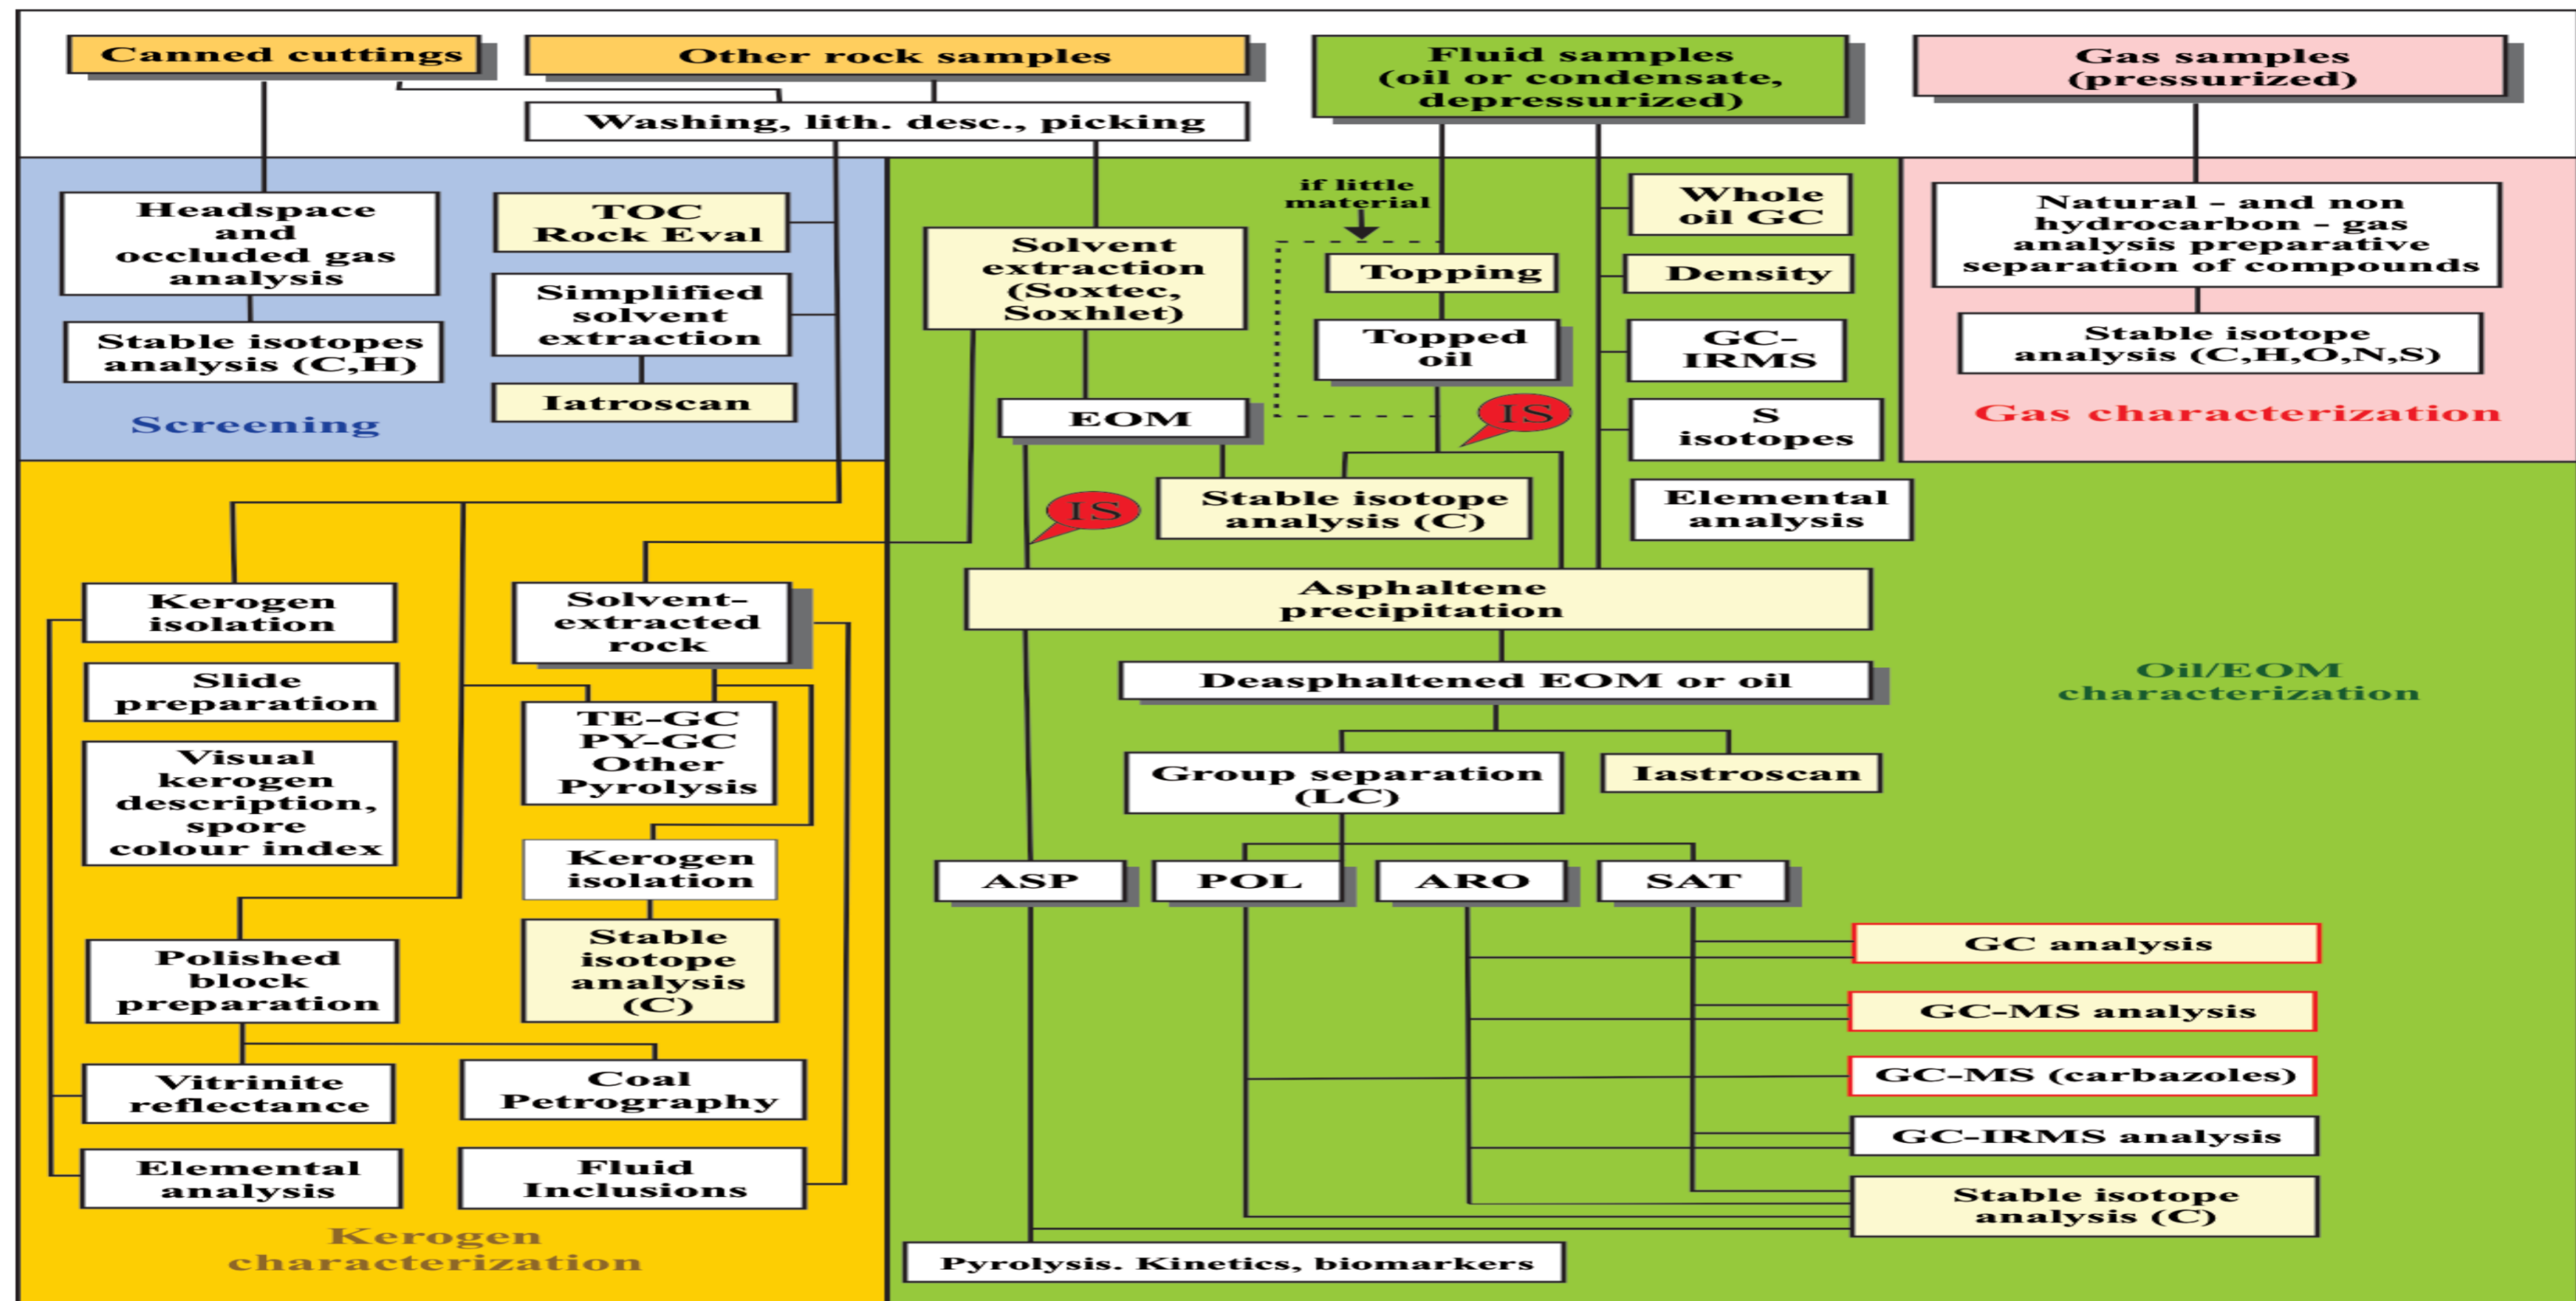 Canned cuttings
Other rock samples
Fluid samples
(oil or condensate,
depressurized)
Gas samples
(pressurized)
Washing, lith. desc., picking
Headspace
and
occluded gas
analysis
Stable isotopes
analysis (C,H)
Screening
TOC
Rock Eval
Simplified
solvent
extraction
Iatroscan
Solvent
extraction
(Soxtec,
Soxhlet)
EOM
IS
if little
material
Topping
Topped
oil
IS
Stable isotope
analysis (C)
Whole
oil GC
Density
GC-
IRMS
S
isotopes
Elemental
analysis
Natural - and non
hydrocarbon - gas
analysis preparative
separation of compounds
Stable isotope
analysis (C,H,O,N,S)
Gas characterization
Kerogen
isolation
Slide
preparation
Visual
kerogen
description,
spore
colour index
Polished
block
preparation
Vitrinite
reflectance
Elemental
analysis
Solvent-
extracted
rock
TE-GC
PY-GC
Other
Pyrolysis
Kerogen
isolation
Stable
isotope
analysis
(C)
Coal
Petrography
Fluid
Inclusions
Kerogen
characterization
Asphaltene
precipitation
Deasphaltened EOM or oil
Group separation
(LC)
Iastroscan
Oil/EOM
characterization
ASP
POL
ARO
SAT
GC analysis
GC-MS analysis
GC-MS (carbazoles)
GC-IRMS analysis
Stable isotope
analysis (C)
Pyrolysis. Kinetics, biomarkers